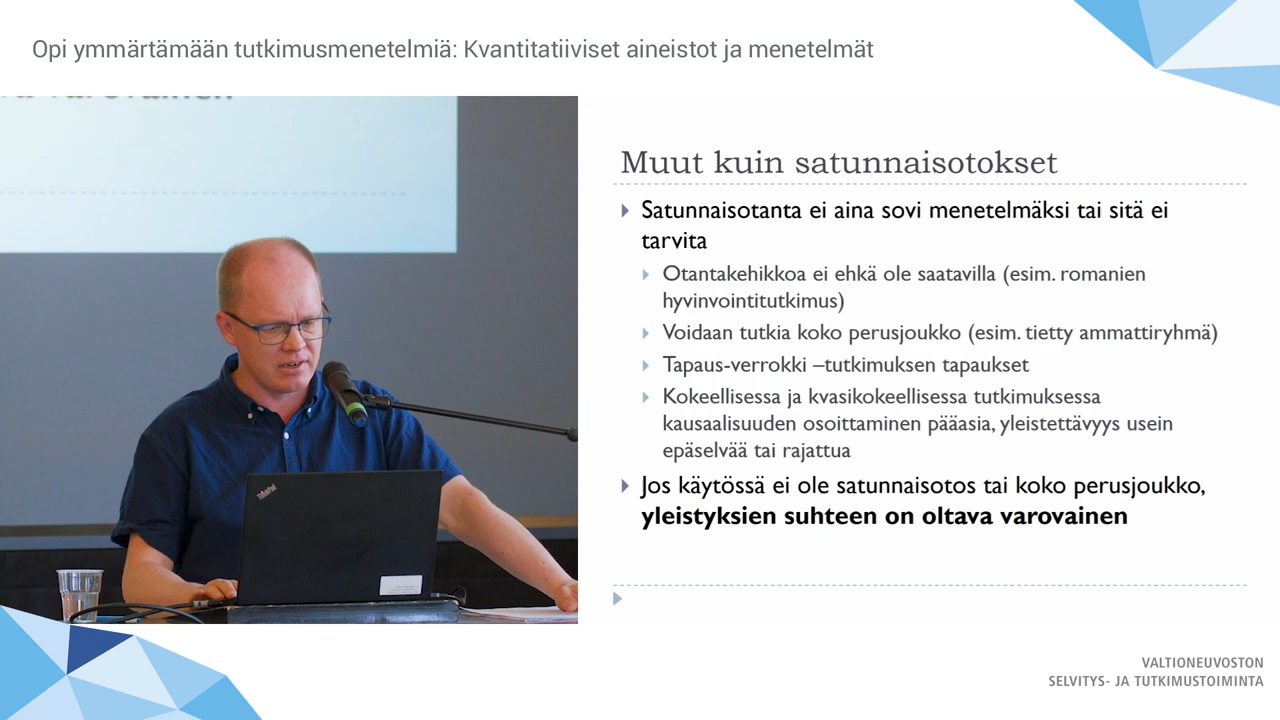 Opi ymmärtämään tutkimusmenetelmiä: Kvantitatiiviset aineistot ja menetelmät
Muut kuin satunnaisotokset
Satunnaisotanta ei aina sovi menetelmäksi tai sitä ei
tarvita
Otantakehikkoa ei ehkä ole saatavilla (esim. romanien
hyvinvointitutkimus)
Voidaan tutkia koko perusjoukko (esim. tietty ammattiryhmä)
Tapaus-verrokki –tutkimuksen tapaukset
Kokeellisessa ja kvasikokeellisessa tutkimuksessa
kausaalisuuden osoittaminen pääasia, yleistettävyys usein
epäselvää tai rajattua
Jos käytössä ei ole satunnaisotos tai koko perusjoukko,
yleistyksien suhteen on oltava varovainen
ThinkPad
VALTIONEUVOSTON
SELVITYS- JA TUTKIMUSTOIMINTA